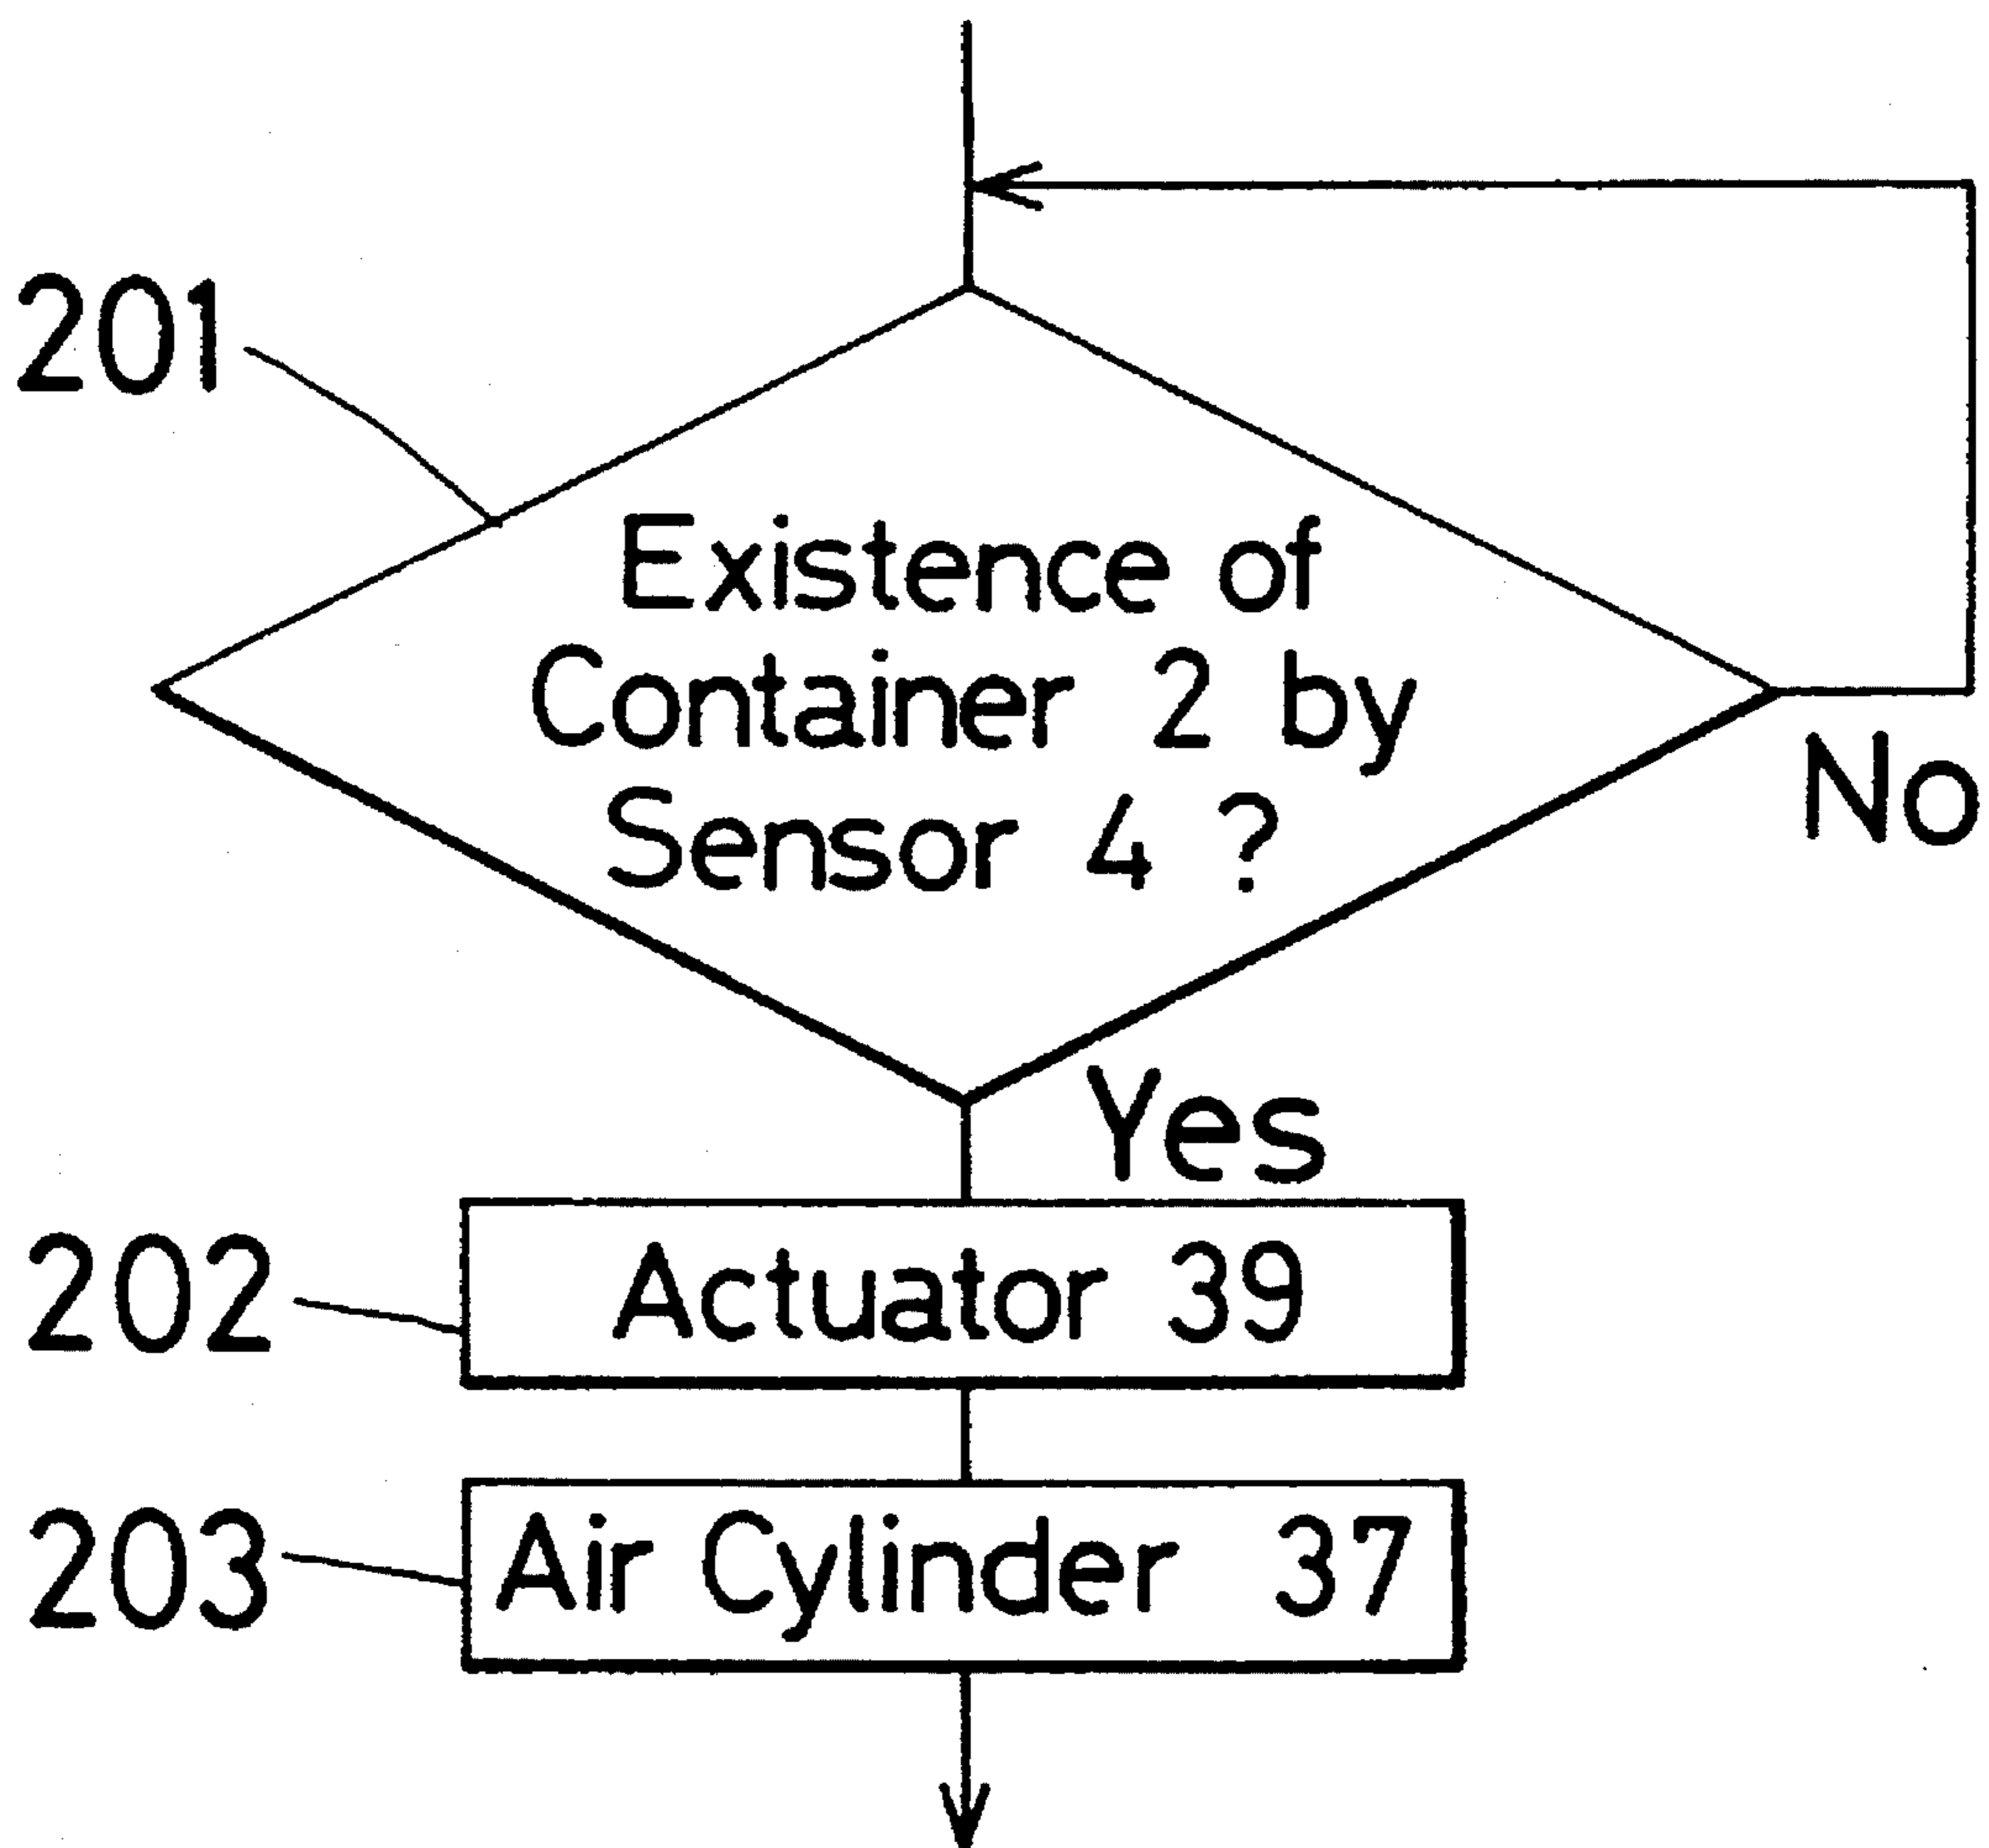 201
Existence of
Container 2 by
Sensor 4 ?
No
Yes
202
Actuator 39
203
Air Cylinder 37